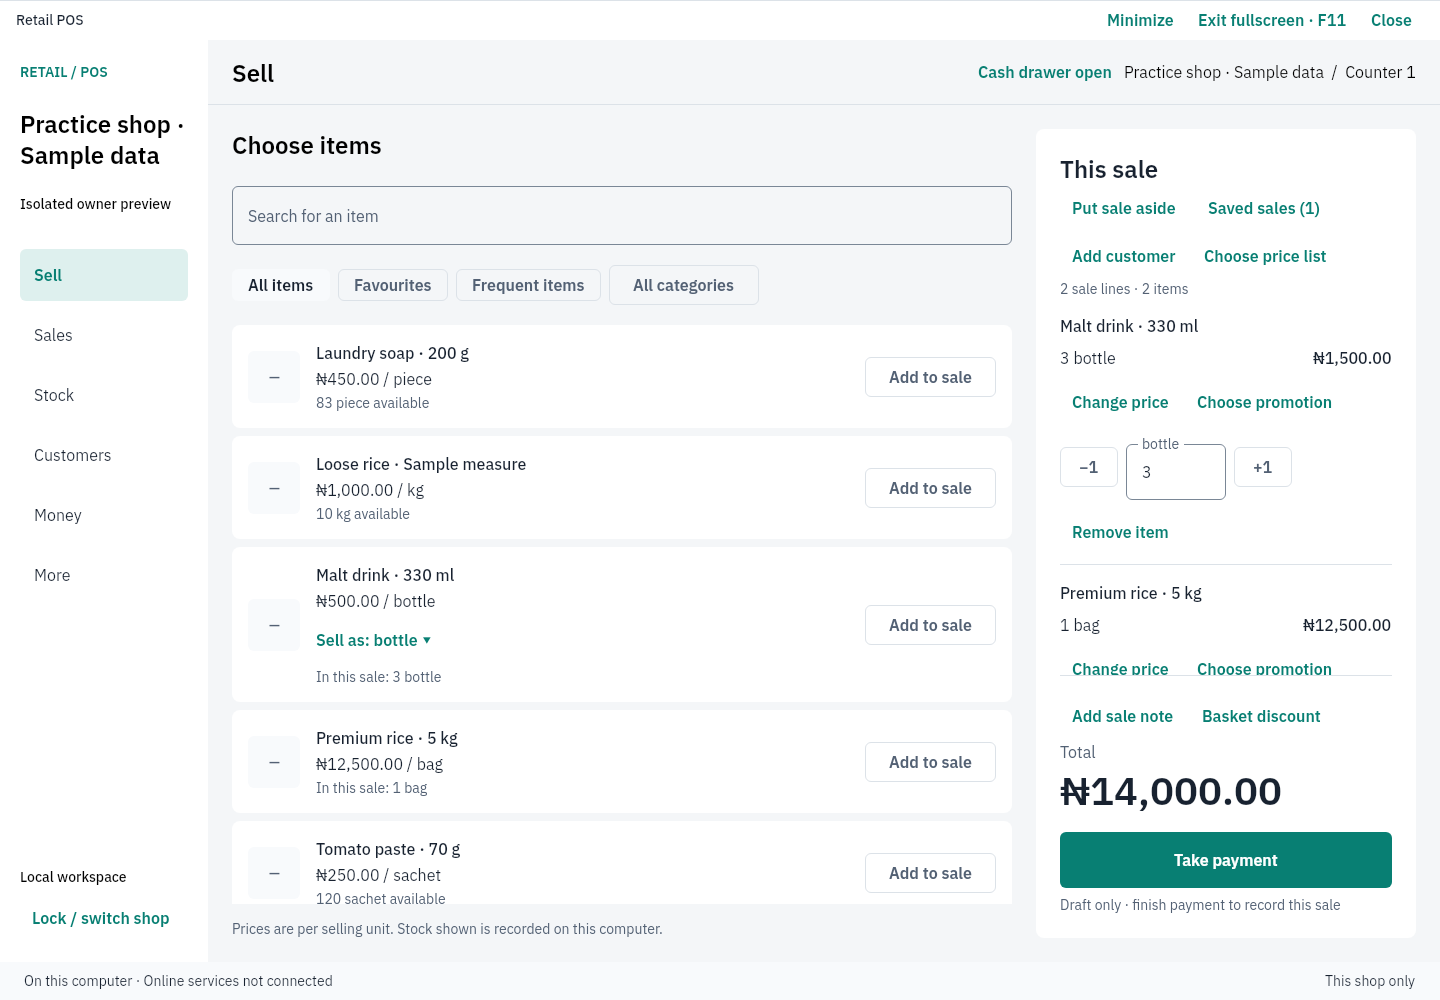 Retail POS
Minimize
Exit fullscreen · F11
Close
RETAIL / POS
Practice shop ·
Sample data
Isolated owner preview
Sell
Sales
Stock
Customers
Money
More
Local workspace
Lock / switch shop
Sell
Cash drawer open
Practice shop · Sample data / Counter 1
Choose items
Search for an item
All items
Favourites
Frequent items
All categories
–
Laundry soap · 200 g
₦450.00 / piece
83 piece available
Add to sale
–
Loose rice · Sample measure
₦1,000.00 / kg
10 kg available
Add to sale
–
Malt drink · 330 ml
₦500.00 / bottle
Sell as: bottle ▾
In this sale: 3 bottle
Add to sale
–
Premium rice · 5 kg
₦12,500.00 / bag
In this sale: 1 bag
Add to sale
–
Tomato paste · 70 g
₦250.00 / sachet
120 sachet available
Add to sale
Prices are per selling unit. Stock shown is recorded on this computer.
This sale
Put sale aside
Saved sales (1)
Add customer
Choose price list
2 sale lines · 2 items
Malt drink · 330 ml
3 bottle
₦1,500.00
Change price
Choose promotion
−1
bottle
3
+1
Remove item
Premium rice · 5 kg
1 bag
₦12,500.00
Change price
Choose promotion
Add sale note
Basket discount
Total
₦14,000.00
Take payment
Draft only · finish payment to record this sale
On this computer · Online services not connected
This shop only